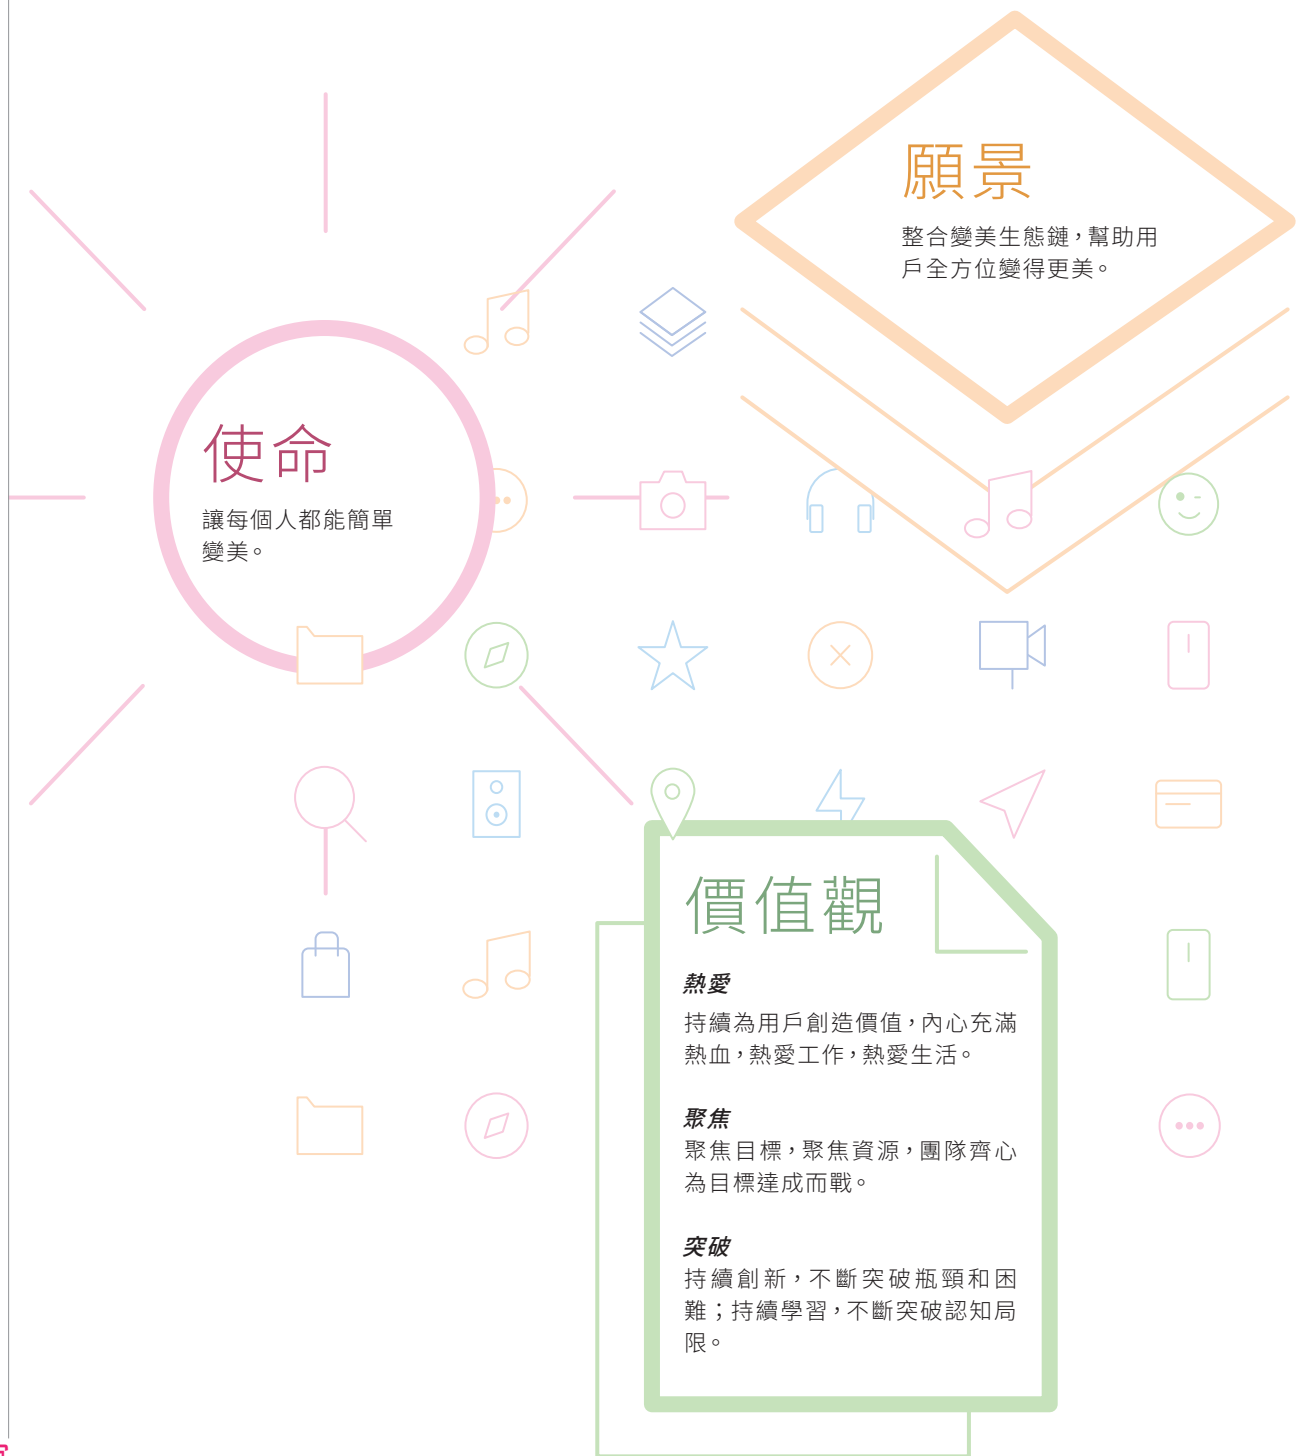 願景
整合變美生態鏈，幫助用
戶全方位變得更美。
使命
讓每個人都能簡單
變美。
價值觀
熱愛
持續為用戶創造價值，內心充滿
熱血，熱愛工作，熱愛生活。
聚焦
聚焦目標，聚焦資源，團隊齊心
為目標達成而戰。
突破
持續創新，不斷突破瓶頸和困
難；持續學習，不斷突破認知局
限。